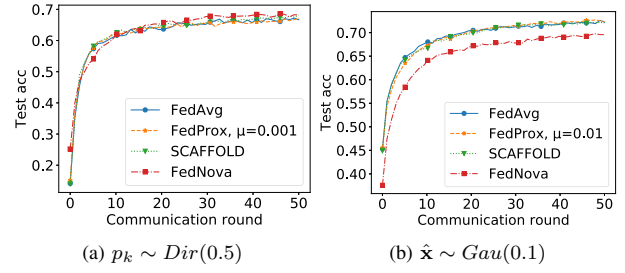 0.7
0.6
0.5
0.4
0.3
0.2
Test acc
FedAvg
FedProx, μ=0.001
SCAFFOLD
FedNova
0 10 20 30 40 50
Communication round
(a) p_k ∼ Dir(0.5)
0.70
0.65
0.60
0.55
0.50
0.45
0.40
Test acc
FedAvg
FedProx, μ=0.01
SCAFFOLD
FedNova
0 10 20 30 40 50
Communication round
(b) x̂ ∼ Gau(0.1)